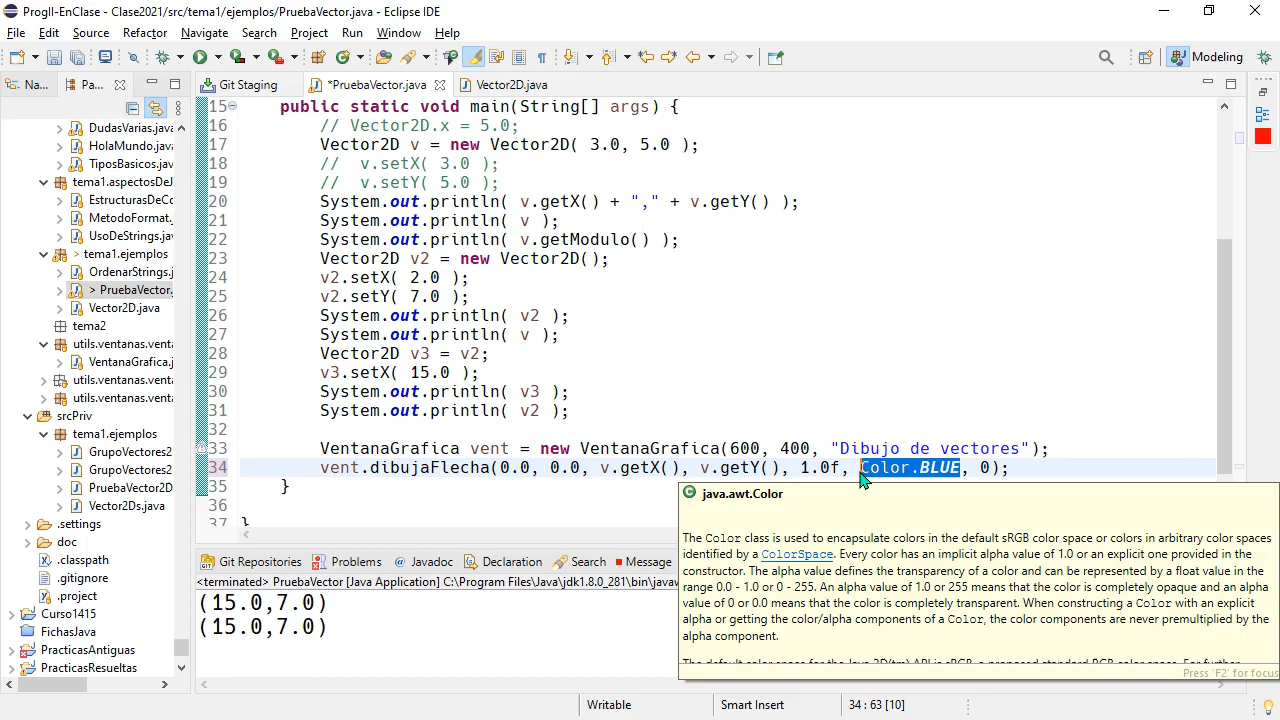 ProgII-EnClase - Clase2021/src/tema1/ejemplos/PruebaVector.java - Eclipse IDE
File Edit Source Refactor Navigate Search Project Run Window Help
Modeling
Na... Pa...
Git Staging *PruebaVector.java Vector2D.java
DudasVarias.java
HolaMundo.java
TiposBasicos.java
tema1.aspectosDeJ
EstructurasDeCo
MetodoFormat.
UsoDeStrings.java
> tema1.ejemplos
OrdenarStrings.j
> PruebaVector.
Vector2D.java
tema2
utils.ventanas.venta
VentanaGrafica.j
utils.ventanas.venta
utils.ventanas.venta
srcPriv
tema1.ejemplos
GrupoVectores2
GrupoVectores2
PruebaVector2D
Vector2Ds.java
.settings
doc
.classpath
.gitignore
.project
Curso1415
FichasJava
PracticasAntiguas
PracticasResueltas
15 public static void main(String[] args) {
16 // Vector2D.x = 5.0;
17 Vector2D v = new Vector2D( 3.0, 5.0 );
18 // v.setX( 3.0 );
19 // v.setY( 5.0 );
20 System.out.println( v.getX() + "," + v.getY() );
21 System.out.println( v );
22 System.out.println( v.getModulo() );
23 Vector2D v2 = new Vector2D();
24 v2.setX( 2.0 );
25 v2.setY( 7.0 );
26 System.out.println( v2 );
27 System.out.println( v );
28 Vector2D v3 = v2;
29 v3.setX( 15.0 );
30 System.out.println( v3 );
31 System.out.println( v2 );
32
33 VentanaGrafica vent = new VentanaGrafica(600, 400, "Dibujo de vectores");
34 vent.dibujaFlecha(0.0, 0.0, v.getX(), v.getY(), 1.0f, Color.BLUE, 0);
35 }
36
37 }
java.awt.Color
The Color class is used to encapsulate colors in the default sRGB color space or colors in arbitrary color spaces
identified by a ColorSpace. Every color has an implicit alpha value of 1.0 or an explicit one provided in the
constructor. The alpha value defines the transparency of a color and can be represented by a float value in the
range 0.0 - 1.0 or 0 - 255. An alpha value of 1.0 or 255 means that the color is completely opaque and an alpha
value of 0 or 0.0 means that the color is completely transparent. When constructing a Color with an explicit
alpha or getting the color/alpha components of a Color, the color components are never premultiplied by the
alpha component.
Press 'F2' for focus
Git Repositories Problems @ Javadoc Declaration Search Message
<terminated> PruebaVector [Java Application] C:\Program Files\Java\jdk1.8.0_281\bin\javaw
(15.0,7.0)
(15.0,7.0)
Writable Smart Insert 34 : 63 [10]